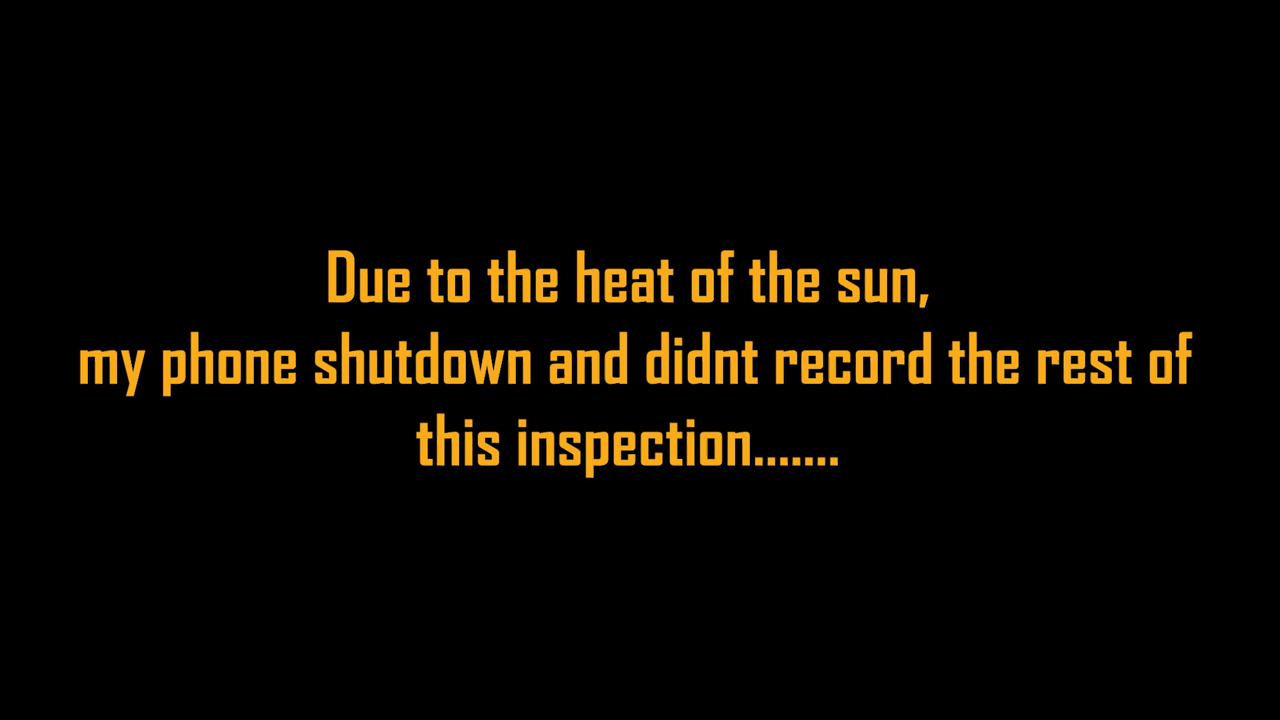 Due to the heat of the sun,
my phone shutdown and didnt record the rest of
this inspection.......